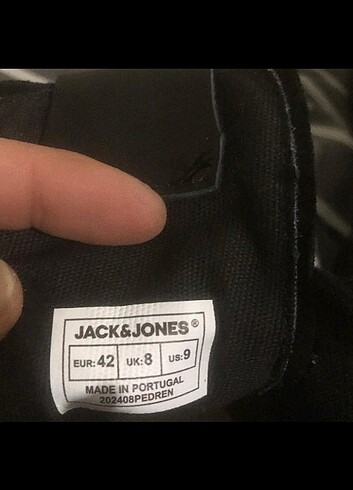 JACK&JONES®
EUR: 42 UK: 8 US: 9
MADE IN PORTUGAL
202408PEDREN